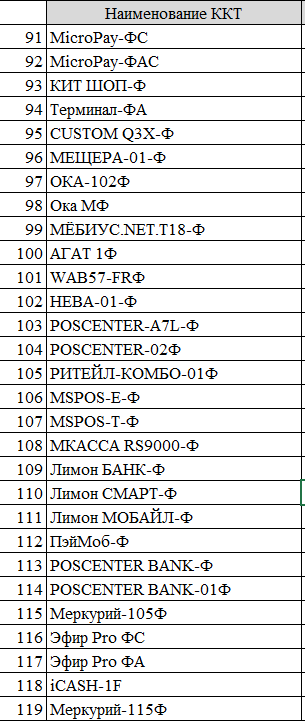 Наименование ККТ
91 MicroPay-ФС
92 MicroPay-ФАС
93 КИТ ШОП-Ф
94 Терминал-ФА
95 CUSTOM Q3X-Ф
96 МЕЩЕРА-01-Ф
97 ОКА-102Ф
98 Ока МФ
99 МЁБИУС.NET.T18-Ф
100 АГАТ 1Ф
101 WAB57-FRФ
102 НЕВА-01-Ф
103 POSCENTER-A7L-Ф
104 POSCENTER-02Ф
105 РИТЕЙЛ-КОМБО-01Ф
106 MSPOS-E-Ф
107 MSPOS-T-Ф
108 МКАССА RS9000-Ф
109 Лимон БАНК-Ф
110 Лимон СМАРТ-Ф
111 Лимон МОБАЙЛ-Ф
112 ПэйМоб-Ф
113 POSCENTER BANK-Ф
114 POSCENTER BANK-01Ф
115 Меркурий-105Ф
116 Эфир Pro ФС
117 Эфир Pro ФА
118 iCASH-1F
119 Меркурий-115Ф